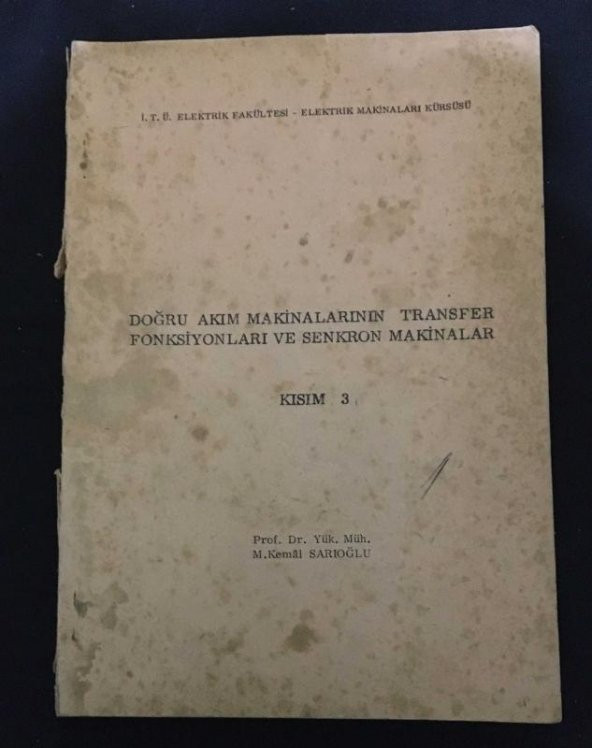 İ. T. Ü. ELEKTRİK FAKÜLTESİ - ELEKTRİK MAKİNALARI KÜRSÜSÜ
DOĞRU AKIM MAKİNALARININ TRANSFER
FONKSİYONLARI VE SENKRON MAKİNALAR
KISIM 3
Prof. Dr. Yük. Müh.
M.Kemâl SARIOĞLU